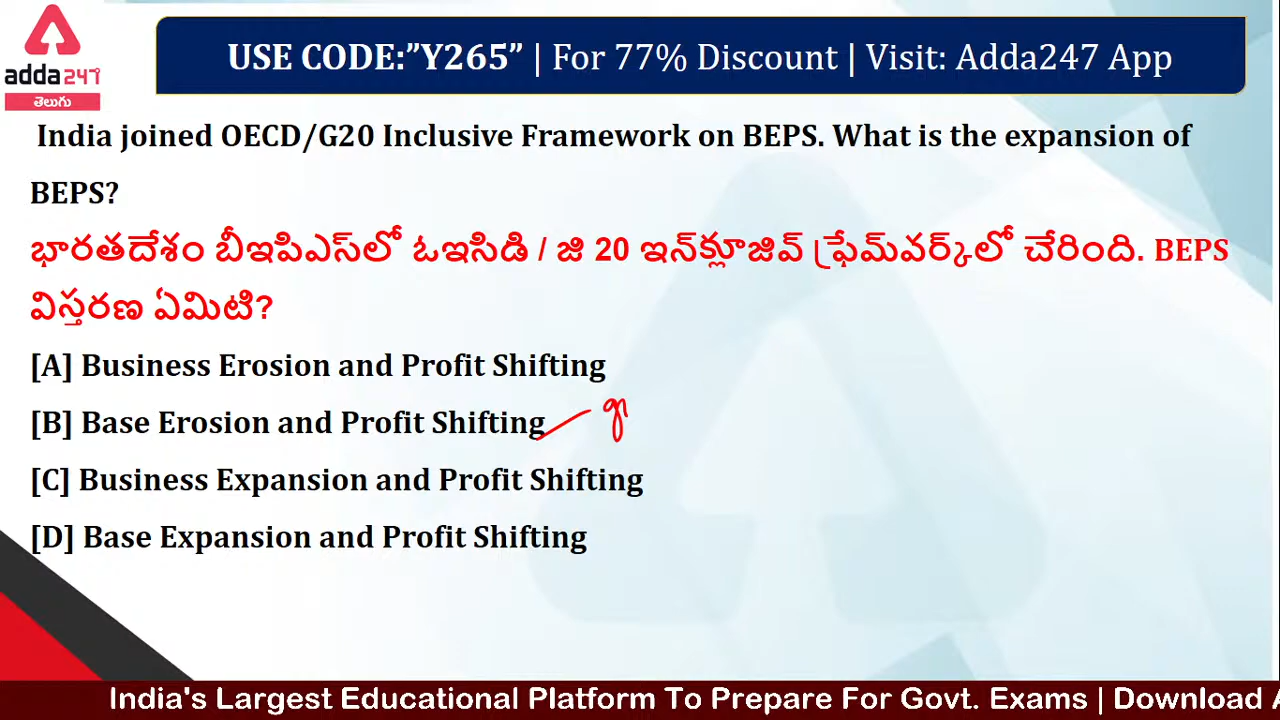 adda247
తెలుగు
USE CODE:”Y265” | For 77% Discount | Visit: Adda247 App
India joined OECD/G20 Inclusive Framework on BEPS. What is the expansion of
BEPS?
భారతదేశం బీఇపిఎస్‌లో ఓఇసిడి / జి 20 ఇన్‌క్లూజివ్ ఫ్రేమ్‌వర్క్‌లో చేరింది. BEPS
విస్తరణ ఏమిటి?
[A] Business Erosion and Profit Shifting
[B] Base Erosion and Profit Shifting
[C] Business Expansion and Profit Shifting
[D] Base Expansion and Profit Shifting
India's Largest Educational Platform To Prepare For Govt. Exams | Download